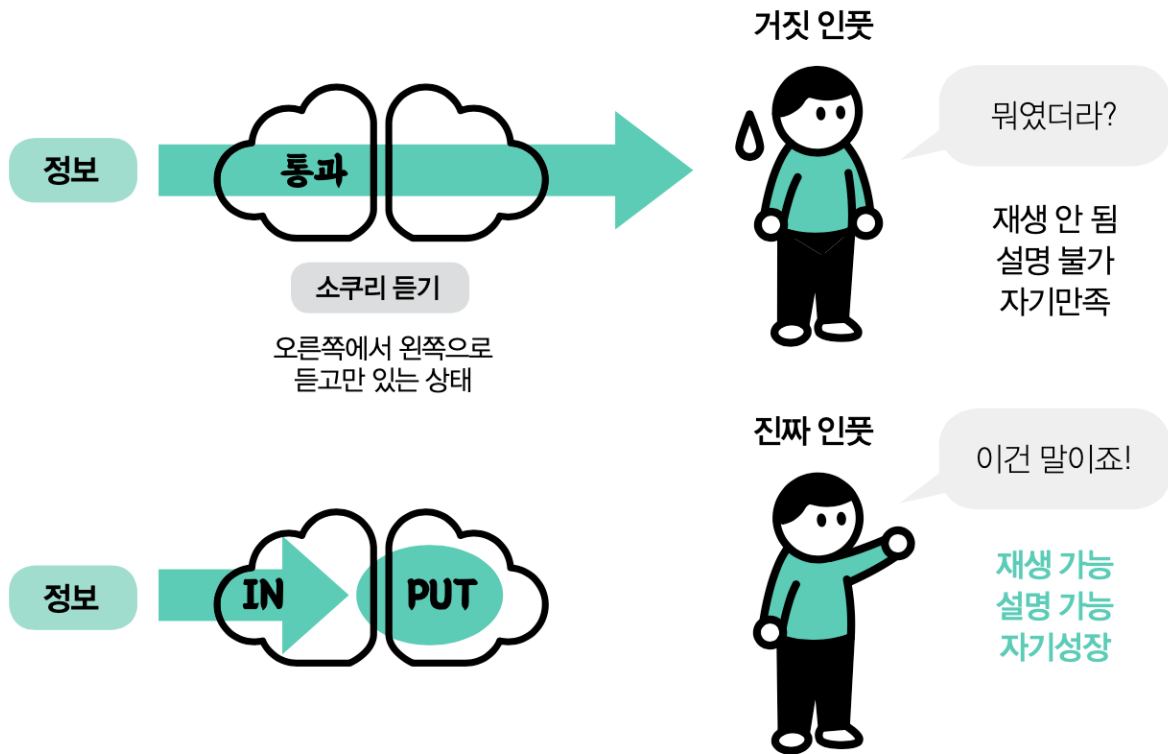 거짓 인풋
정보
통과
뭐였더라?
소쿠리 듣기
오른쪽에서 왼쪽으로
듣고만 있는 상태
재생 안 됨
설명 불가
자기만족
진짜 인풋
정보
IN
PUT
이건 말이죠!
재생 가능
설명 가능
자기성장